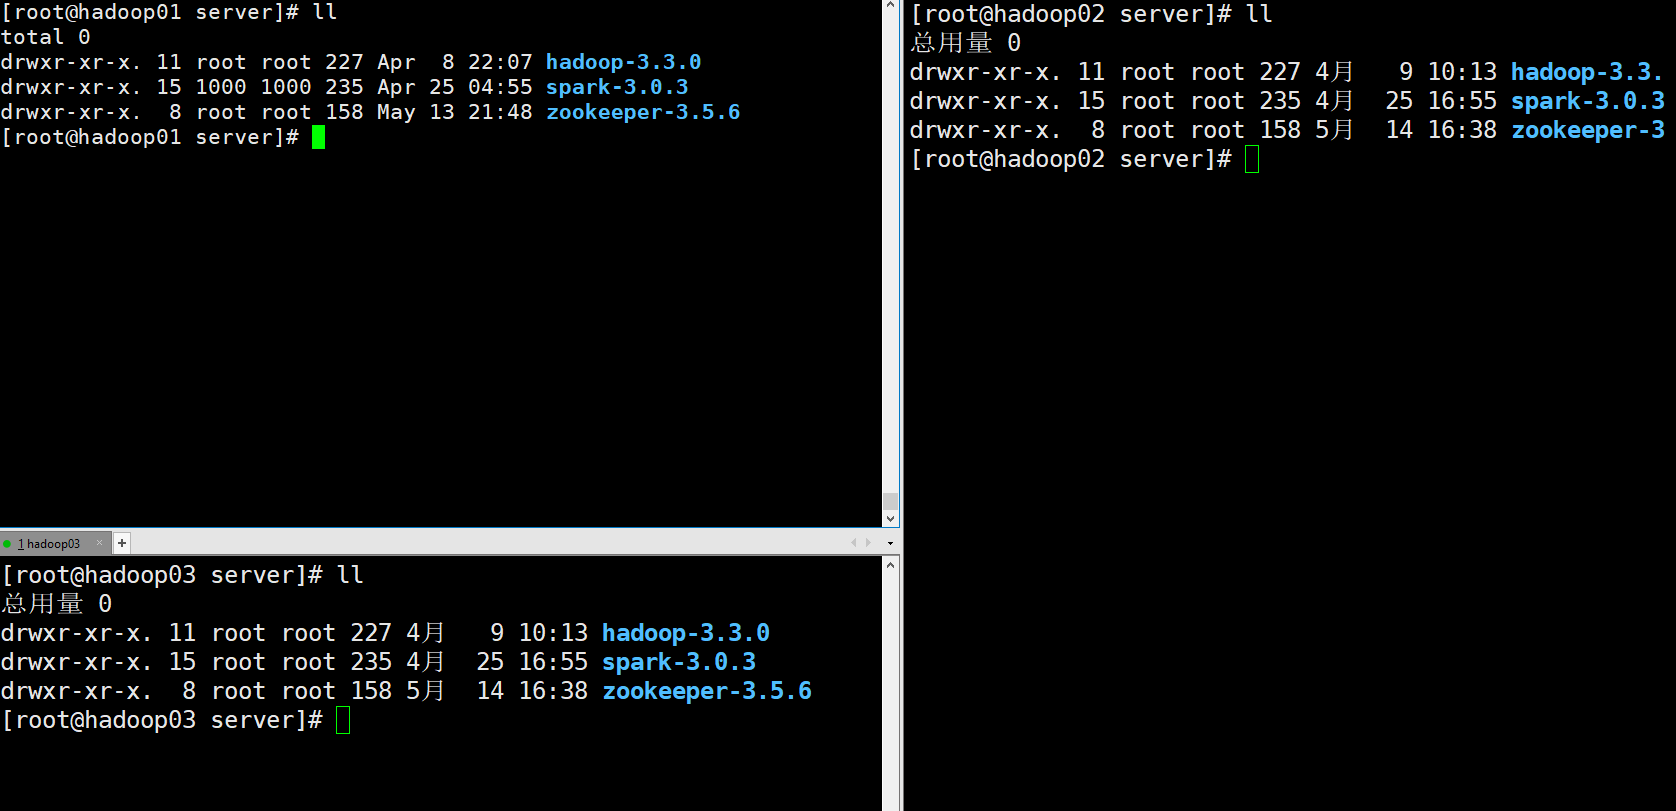 [root@hadoop01 server]# ll
total 0
drwxr-xr-x. 11 root root 227 Apr  8 22:07 hadoop-3.3.0
drwxr-xr-x. 15 1000 1000 235 Apr 25 04:55 spark-3.0.3
drwxr-xr-x.  8 root root 158 May 13 21:48 zookeeper-3.5.6
[root@hadoop01 server]#
[root@hadoop02 server]# ll
总用量 0
drwxr-xr-x. 11 root root 227 4月   9 10:13 hadoop-3.3.
drwxr-xr-x. 15 root root 235 4月  25 16:55 spark-3.0.3
drwxr-xr-x.  8 root root 158 5月  14 16:38 zookeeper-3
[root@hadoop02 server]#
1 hadoop03
[root@hadoop03 server]# ll
总用量 0
drwxr-xr-x. 11 root root 227 4月   9 10:13 hadoop-3.3.0
drwxr-xr-x. 15 root root 235 4月  25 16:55 spark-3.0.3
drwxr-xr-x.  8 root root 158 5月  14 16:38 zookeeper-3.5.6
[root@hadoop03 server]#